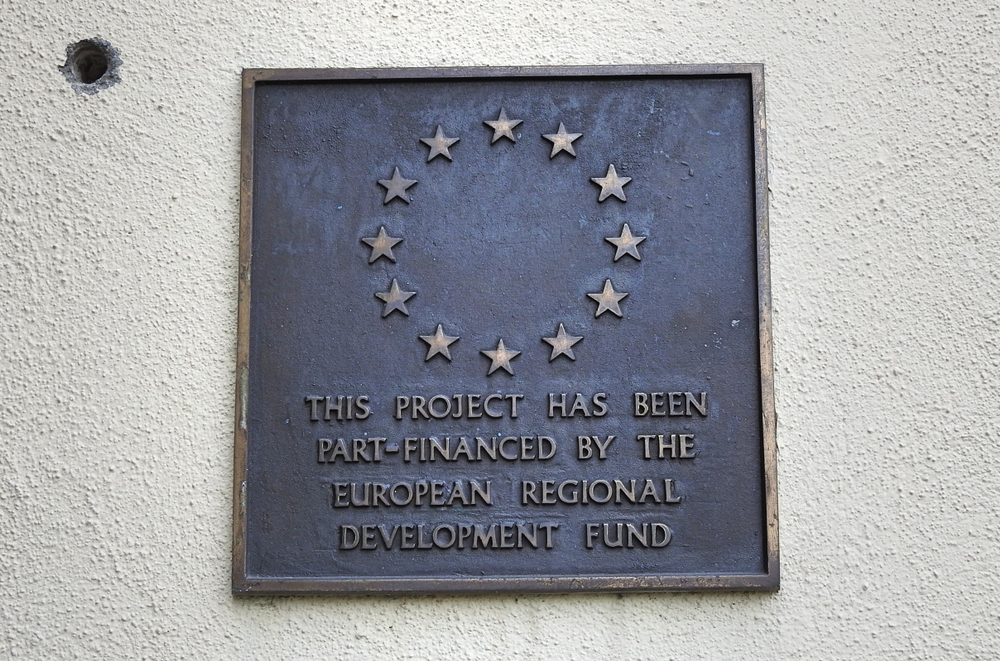 THIS PROJECT HAS BEEN
PART-FINANCED BY THE
EUROPEAN REGIONAL
DEVELOPMENT FUND